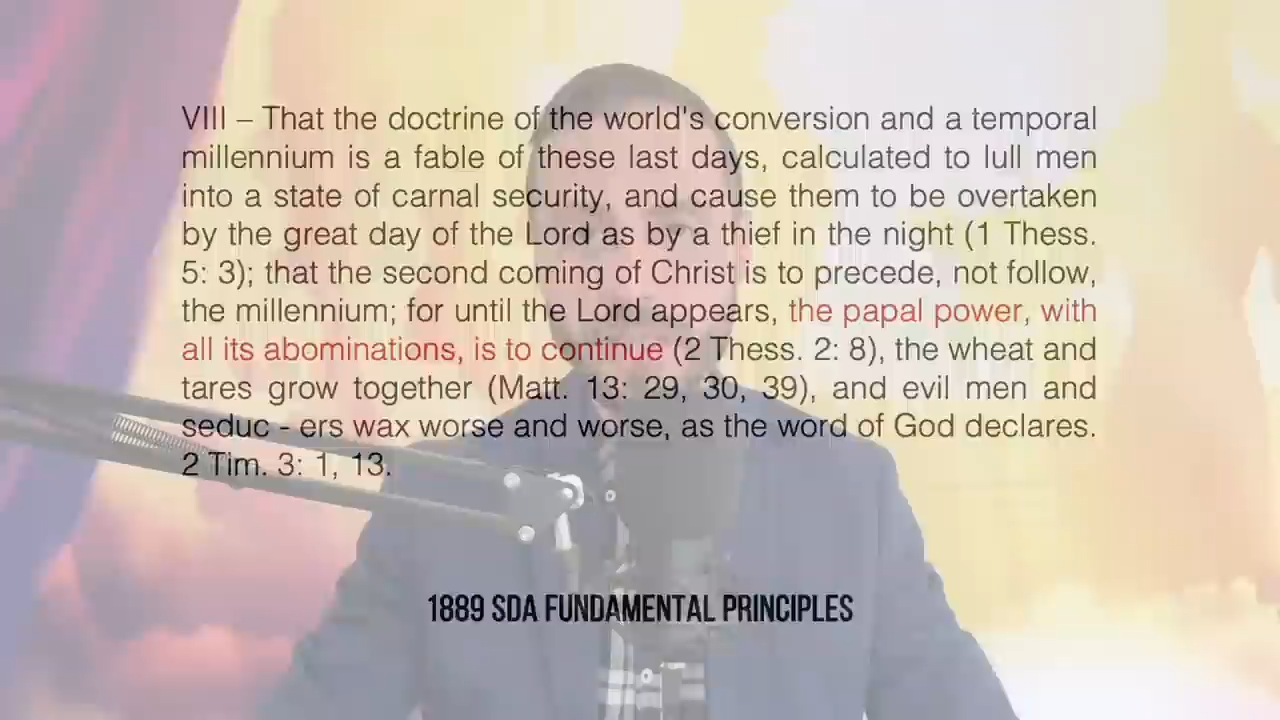 VIII – That the doctrine of the world's conversion and a temporal
millennium is a fable of these last days, calculated to lull men
into a state of carnal security, and cause them to be overtaken
by the great day of the Lord as by a thief in the night (1 Thess.
5: 3); that the second coming of Christ is to precede, not follow,
the millennium; for until the Lord appears, the papal power, with
all its abominations, is to continue (2 Thess. 2: 8), the wheat and
tares grow together (Matt. 13: 29, 30, 39), and evil men and
seduc - ers wax worse and worse, as the word of God declares.
2 Tim. 3: 1, 13.
1889 SDA FUNDAMENTAL PRINCIPLES